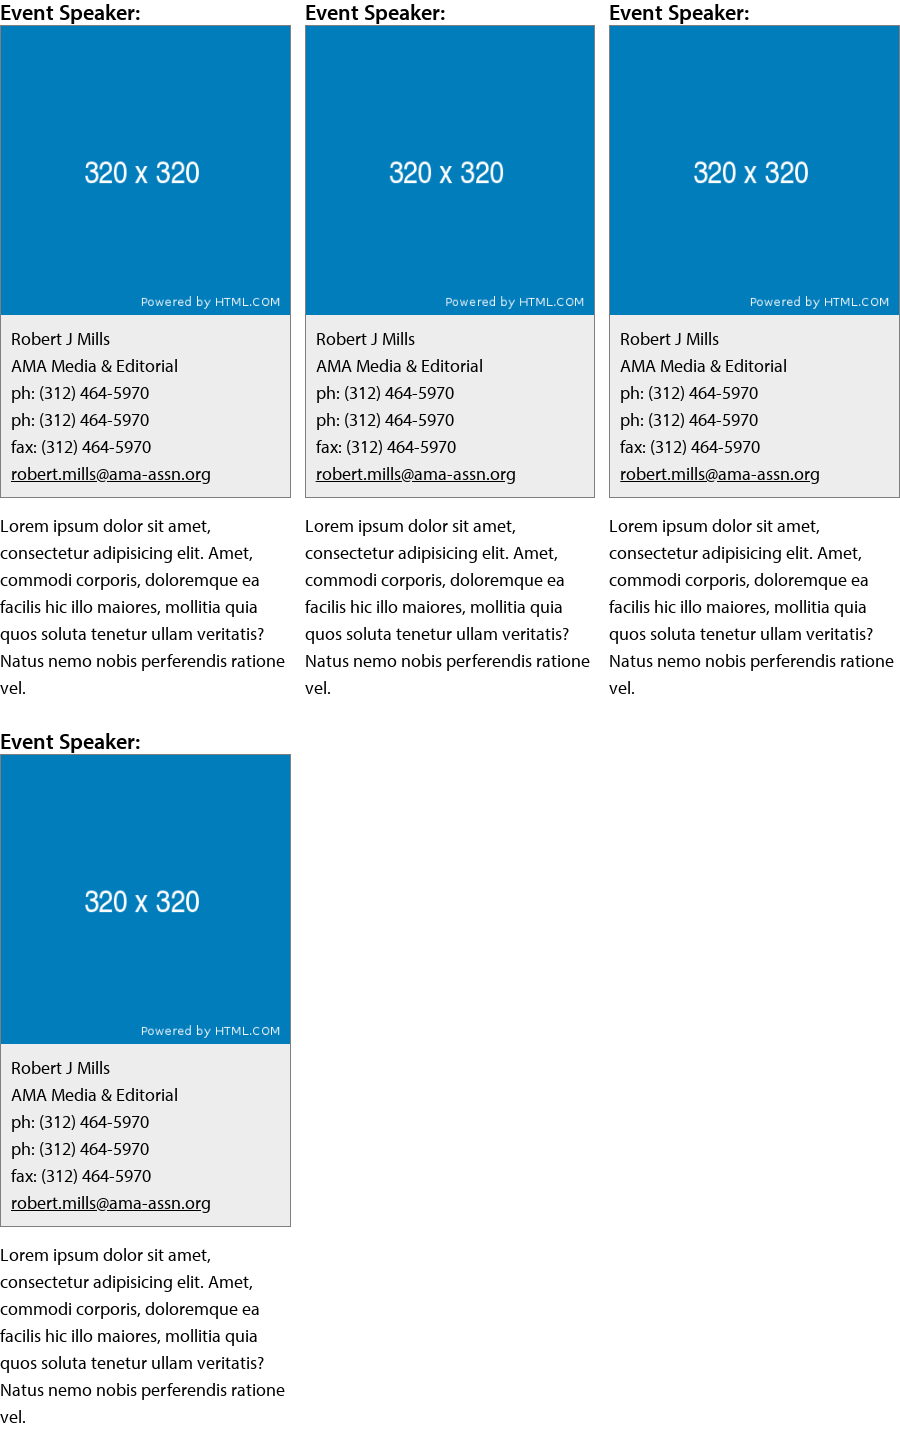 Event Speaker:
320 x 320
Powered by HTML.COM
Robert J Mills
AMA Media & Editorial
ph: (312) 464-5970
ph: (312) 464-5970
fax: (312) 464-5970
robert.mills@ama-assn.org
Lorem ipsum dolor sit amet,
consectetur adipisicing elit. Amet,
commodi corporis, doloremque ea
facilis hic illo maiores, mollitia quia
quos soluta tenetur ullam veritatis?
Natus nemo nobis perferendis ratione
vel.
Event Speaker:
320 x 320
Powered by HTML.COM
Robert J Mills
AMA Media & Editorial
ph: (312) 464-5970
ph: (312) 464-5970
fax: (312) 464-5970
robert.mills@ama-assn.org
Lorem ipsum dolor sit amet,
consectetur adipisicing elit. Amet,
commodi corporis, doloremque ea
facilis hic illo maiores, mollitia quia
quos soluta tenetur ullam veritatis?
Natus nemo nobis perferendis ratione
vel.
Event Speaker:
320 x 320
Powered by HTML.COM
Robert J Mills
AMA Media & Editorial
ph: (312) 464-5970
ph: (312) 464-5970
fax: (312) 464-5970
robert.mills@ama-assn.org
Lorem ipsum dolor sit amet,
consectetur adipisicing elit. Amet,
commodi corporis, doloremque ea
facilis hic illo maiores, mollitia quia
quos soluta tenetur ullam veritatis?
Natus nemo nobis perferendis ratione
vel.
Event Speaker:
320 x 320
Powered by HTML.COM
Robert J Mills
AMA Media & Editorial
ph: (312) 464-5970
ph: (312) 464-5970
fax: (312) 464-5970
robert.mills@ama-assn.org
Lorem ipsum dolor sit amet,
consectetur adipisicing elit. Amet,
commodi corporis, doloremque ea
facilis hic illo maiores, mollitia quia
quos soluta tenetur ullam veritatis?
Natus nemo nobis perferendis ratione
vel.